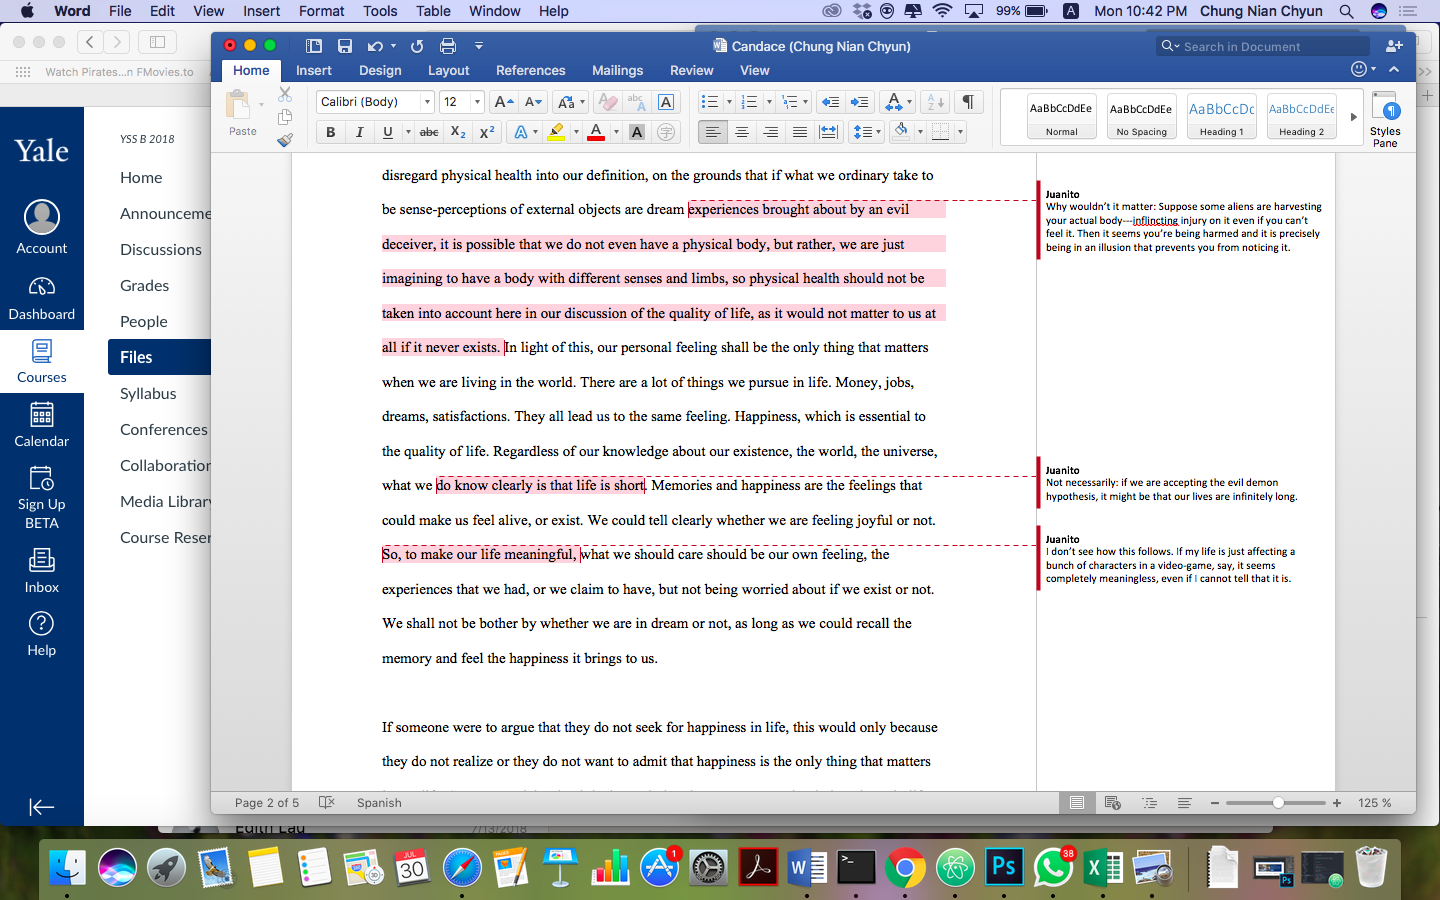 Word File Edit View Insert Format Tools Table Window Help 99% A Mon 10:42 PM Chung Nian Chyun
Watch Pirates...n FMovies.to
Candace (Chung Nian Chyun)
Search in Document
Home Insert Design Layout References Mailings Review View
Paste
Calibri (Body) 12
AaBbCcDdEe AaBbCcDdEe AaBbCcDc AaBbCcDdEe
Normal No Spacing Heading 1 Heading 2
Styles
Pane
Yale
Account
Dashboard
Courses
Calendar
Sign Up
BETA
Inbox
Help
YSS B 2018
Home
Announceme
Discussions
Grades
People
Files
Syllabus
Conferences
Collaboration
Media Library
Course Reser
disregard physical health into our definition, on the grounds that if what we ordinary take to
be sense-perceptions of external objects are dream experiences brought about by an evil
deceiver, it is possible that we do not even have a physical body, but rather, we are just
imagining to have a body with different senses and limbs, so physical health should not be
taken into account here in our discussion of the quality of life, as it would not matter to us at
all if it never exists. In light of this, our personal feeling shall be the only thing that matters
when we are living in the world. There are a lot of things we pursue in life. Money, jobs,
dreams, satisfactions. They all lead us to the same feeling. Happiness, which is essential to
the quality of life. Regardless of our knowledge about our existence, the world, the universe,
what we do know clearly is that life is short. Memories and happiness are the feelings that
could make us feel alive, or exist. We could tell clearly whether we are feeling joyful or not.
So, to make our life meaningful, what we should care should be our own feeling, the
experiences that we had, or we claim to have, but not being worried about if we exist or not.
We shall not be bother by whether we are in dream or not, as long as we could recall the
memory and feel the happiness it brings to us.
If someone were to argue that they do not seek for happiness in life, this would only because
they do not realize or they do not want to admit that happiness is the only thing that matters
Juanito
Why wouldn't it matter: Suppose some aliens are harvesting
your actual body---inflincting injury on it even if you can't
feel it. Then it seems you're being harmed and it is precisely
being in an illusion that prevents you from noticing it.
Juanito
Not necessarily: if we are accepting the evil demon
hypothesis, it might be that our lives are infinitely long.
Juanito
I don't see how this follows. If my life is just affecting a
bunch of characters in a video-game, say, it seems
completely meaningless, even if I cannot tell that it is.
Page 2 of 5 Spanish 125 %
Edith Lau 7/13/2018
JUL
30
1
38